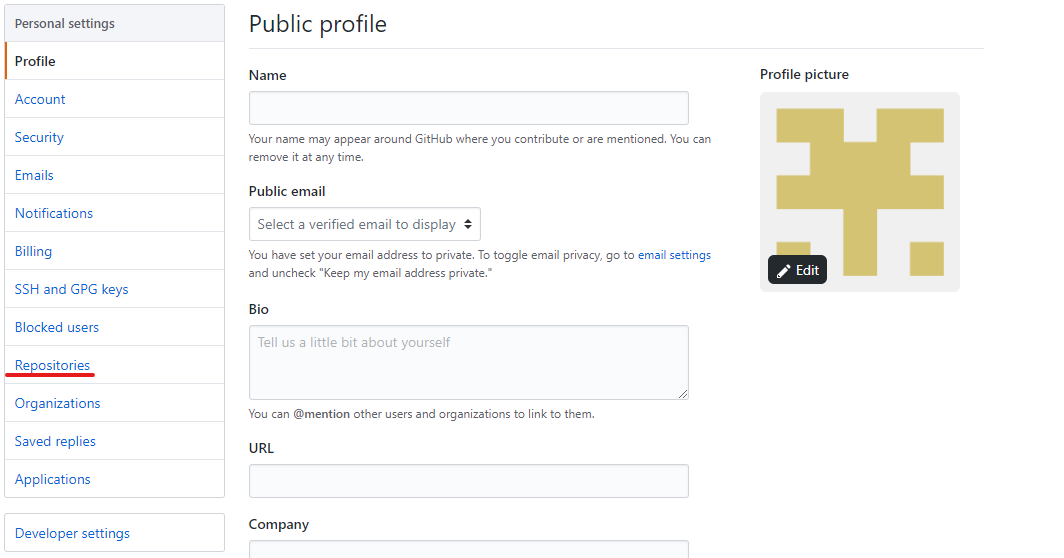 Personal settings
Profile
Account
Security
Emails
Notifications
Billing
SSH and GPG keys
Blocked users
Repositories
Organizations
Saved replies
Applications
Developer settings
Public profile
Name
Your name may appear around GitHub where you contribute or are mentioned. You can
remove it at any time.
Public email
Select a verified email to display
You have set your email address to private. To toggle email privacy, go to email settings
and uncheck "Keep my email address private."
Bio
Tell us a little bit about yourself
You can @mention other users and organizations to link to them.
URL
Company
Profile picture
Edit